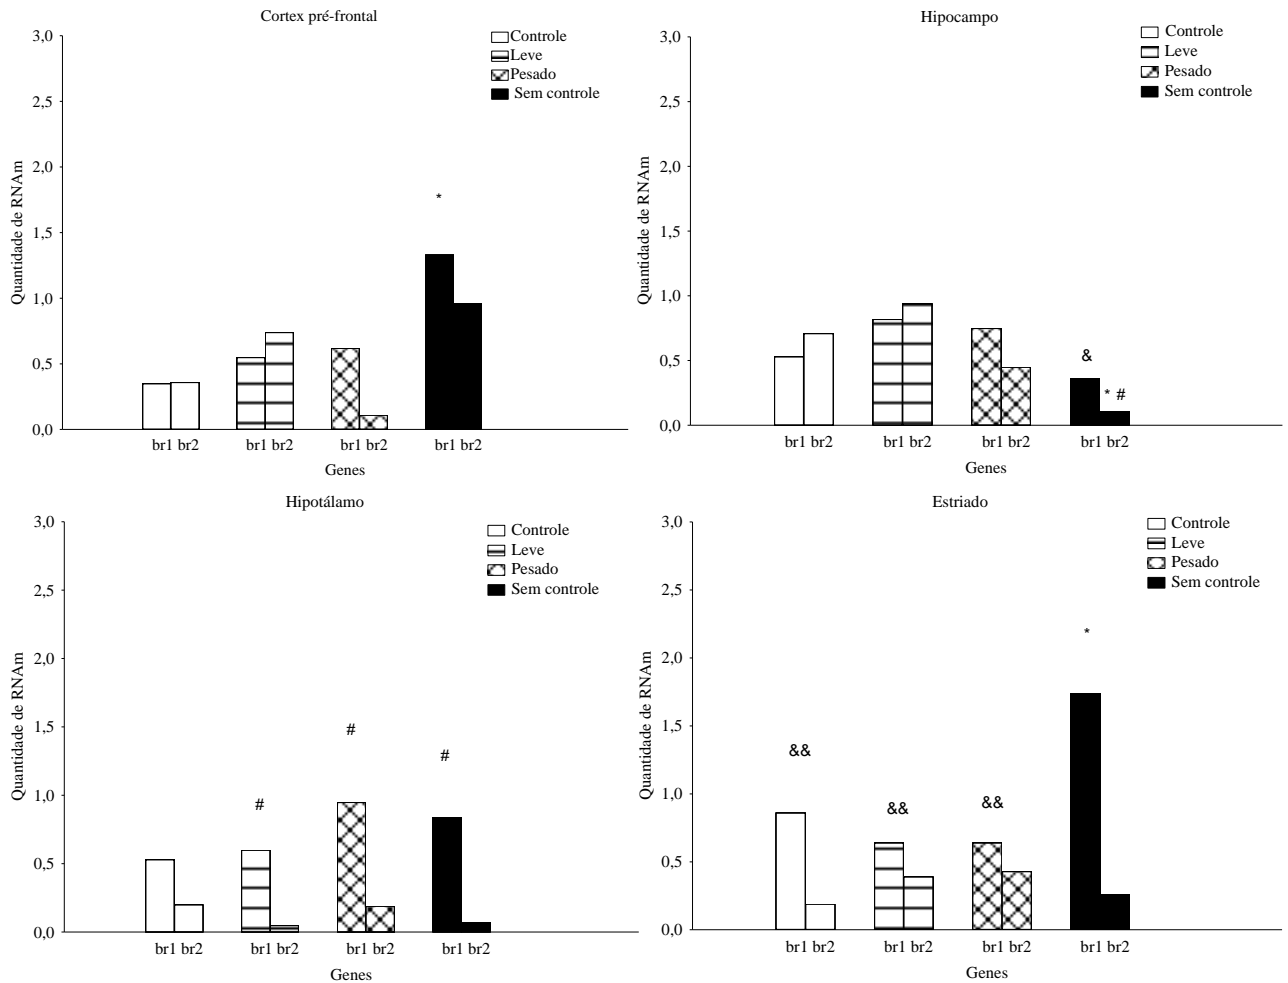 Cortex pré-frontal
3,0
2,5
2,0
1,5
1,0
0,5
0,0
Quantidade de RNAm
Controle
Leve
Pesado
Sem controle
*
br1 br2 br1 br2 br1 br2 br1 br2
Genes
Hipocampo
3,0
2,5
2,0
1,5
1,0
0,5
0,0
Quantidade de RNAm
Controle
Leve
Pesado
Sem controle
&
* #
br1 br2 br1 br2 br1 br2 br1 br2
Genes
Hipotálamo
3,0
2,5
2,0
1,5
1,0
0,5
0,0
Quantidade de RNAm
Controle
Leve
Pesado
Sem controle
# # #
br1 br2 br1 br2 br1 br2 br1 br2
Genes
Estriado
3,0
2,5
2,0
1,5
1,0
0,5
0,0
Quantidade de RNAm
Controle
Leve
Pesado
Sem controle
*
&& && &&
br1 br2 br1 br2 br1 br2 br1 br2
Genes